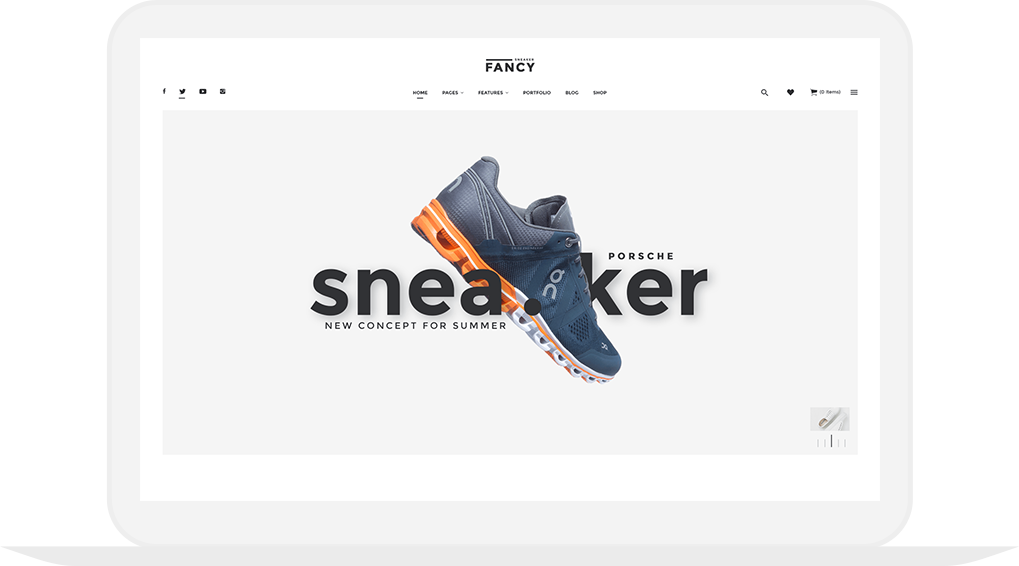 SNEAKER
FANCY
HOME PAGES FEATURES PORTFOLIO BLOG SHOP
(0 items)
PORSCHE
snea.ker
NEW CONCEPT FOR SUMMER